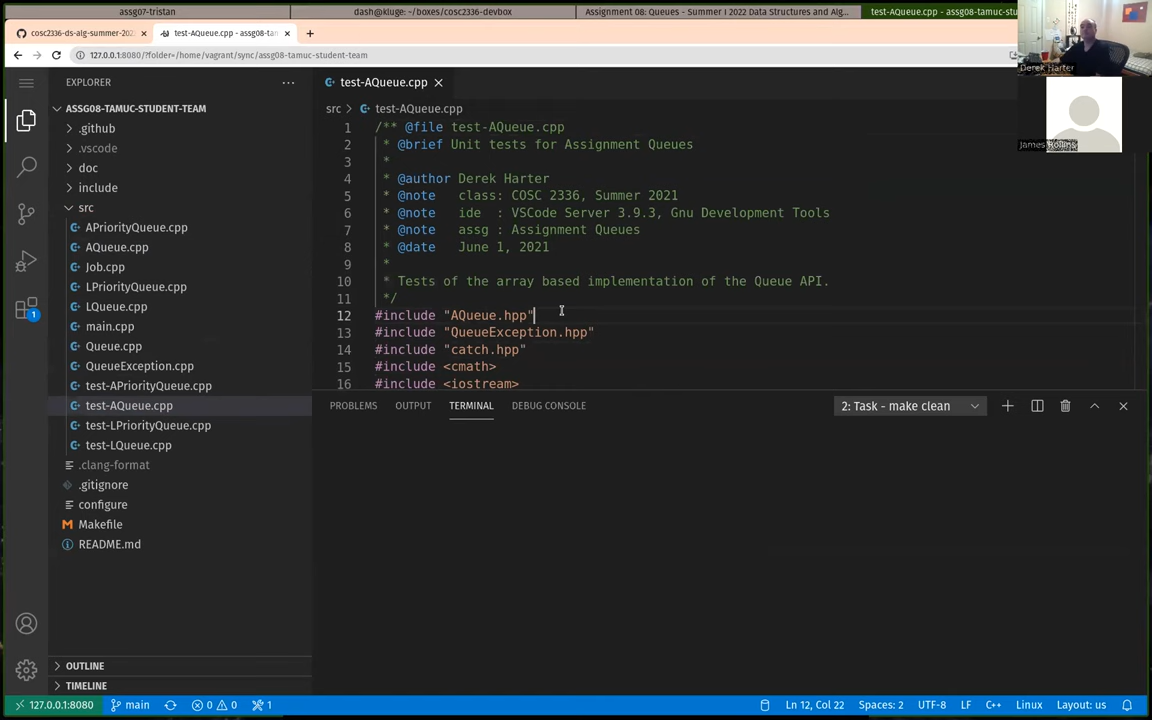 assg07-tristan
dash@kluge: ~/boxes/cosc2336-devbox
Assignment 08: Queues - Summer I 2022 Data Structures and Alg...
test-AQueue.cpp - assg08-tamuc-stu
cosc2336-ds-alg-summer-202
test-AQueue.cpp - assg08-tam
127.0.0.1:8080/?folder=/home/vagrant/sync/assg08-tamuc-student-team
Derek Harter
James Rollins
EXPLORER
ASSG08-TAMUC-STUDENT-TEAM
.github
.vscode
doc
include
src
APriorityQueue.cpp
AQueue.cpp
Job.cpp
LPriorityQueue.cpp
LQueue.cpp
main.cpp
Queue.cpp
QueueException.cpp
test-APriorityQueue.cpp
test-AQueue.cpp
test-LPriorityQueue.cpp
test-LQueue.cpp
.clang-format
.gitignore
configure
Makefile
README.md
OUTLINE
TIMELINE
1
test-AQueue.cpp
src > test-AQueue.cpp
1 /** @file test-AQueue.cpp
2 * @brief Unit tests for Assignment Queues
3 *
4 * @author Derek Harter
5 * @note class: COSC 2336, Summer 2021
6 * @note ide : VSCode Server 3.9.3, Gnu Development Tools
7 * @note assg : Assignment Queues
8 * @date June 1, 2021
9 *
10 * Tests of the array based implementation of the Queue API.
11 */
12 #include "AQueue.hpp"
13 #include "QueueException.hpp"
14 #include "catch.hpp"
15 #include <cmath>
16 #include <iostream>
PROBLEMS OUTPUT TERMINAL DEBUG CONSOLE 2: Task - make clean
127.0.0.1:8080 main 0 0 1 Ln 12, Col 22 Spaces: 2 UTF-8 LF C++ Linux Layout: us